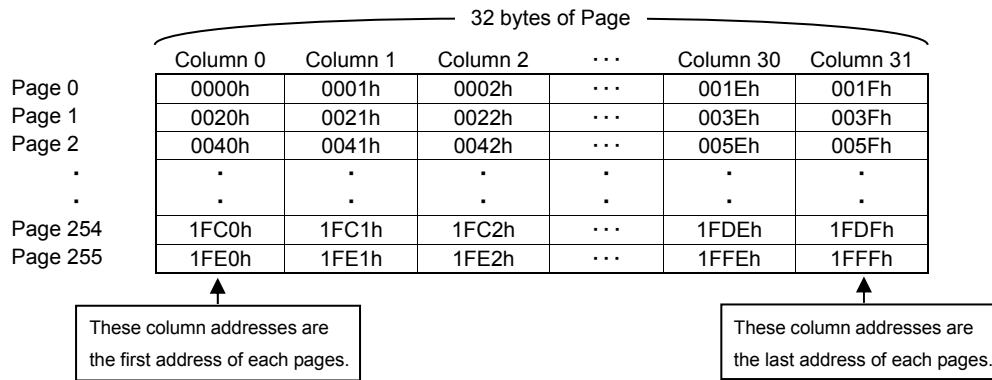 32 bytes of Page
Column 0 Column 1 Column 2 ··· Column 30 Column 31
Page 0 0000h 0001h 0002h ··· 001Eh 001Fh
Page 1 0020h 0021h 0022h ··· 003Eh 003Fh
Page 2 0040h 0041h 0042h ··· 005Eh 005Fh
· · · · · · ·
· · · · · · ·
Page 254 1FC0h 1FC1h 1FC2h ··· 1FDEh 1FDFh
Page 255 1FE0h 1FE1h 1FE2h ··· 1FFEh 1FFFh
These column addresses are
the first address of each pages.
These column addresses are
the last address of each pages.